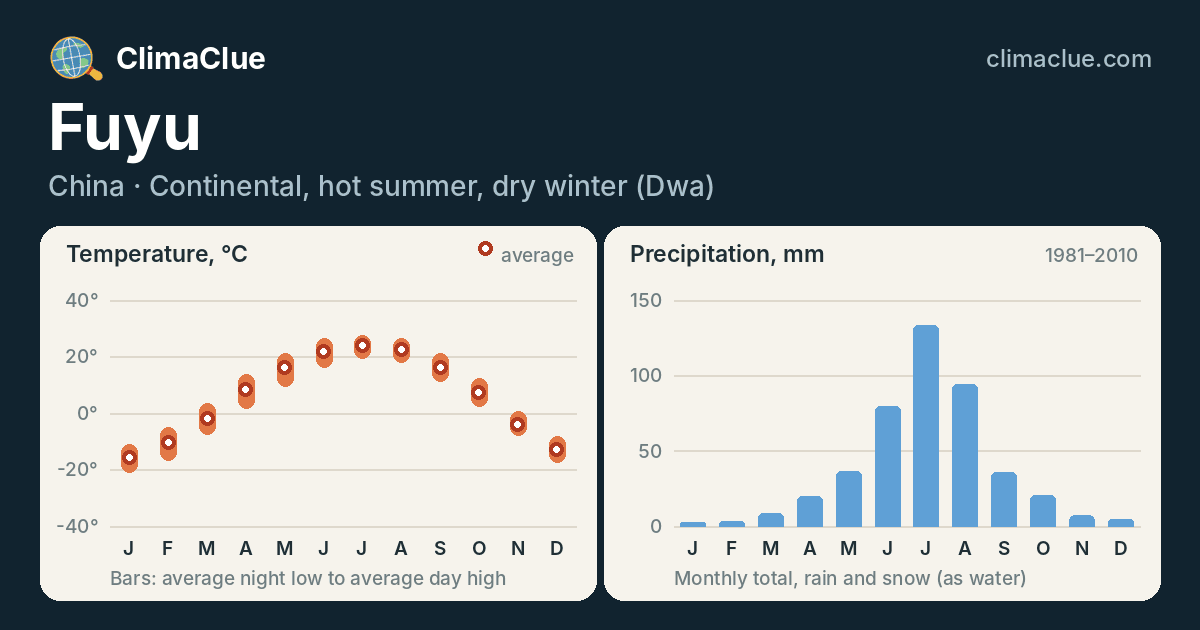 ClimaClue
climaclue.com
Fuyu
China · Continental, hot summer, dry winter (Dwa)
Temperature, °C
average
40°
20°
0°
-20°
-40°
J F M A M J J A S O N D
Bars: average night low to average day high
Precipitation, mm
1981–2010
150
100
50
0
J F M A M J J A S O N D
Monthly total, rain and snow (as water)